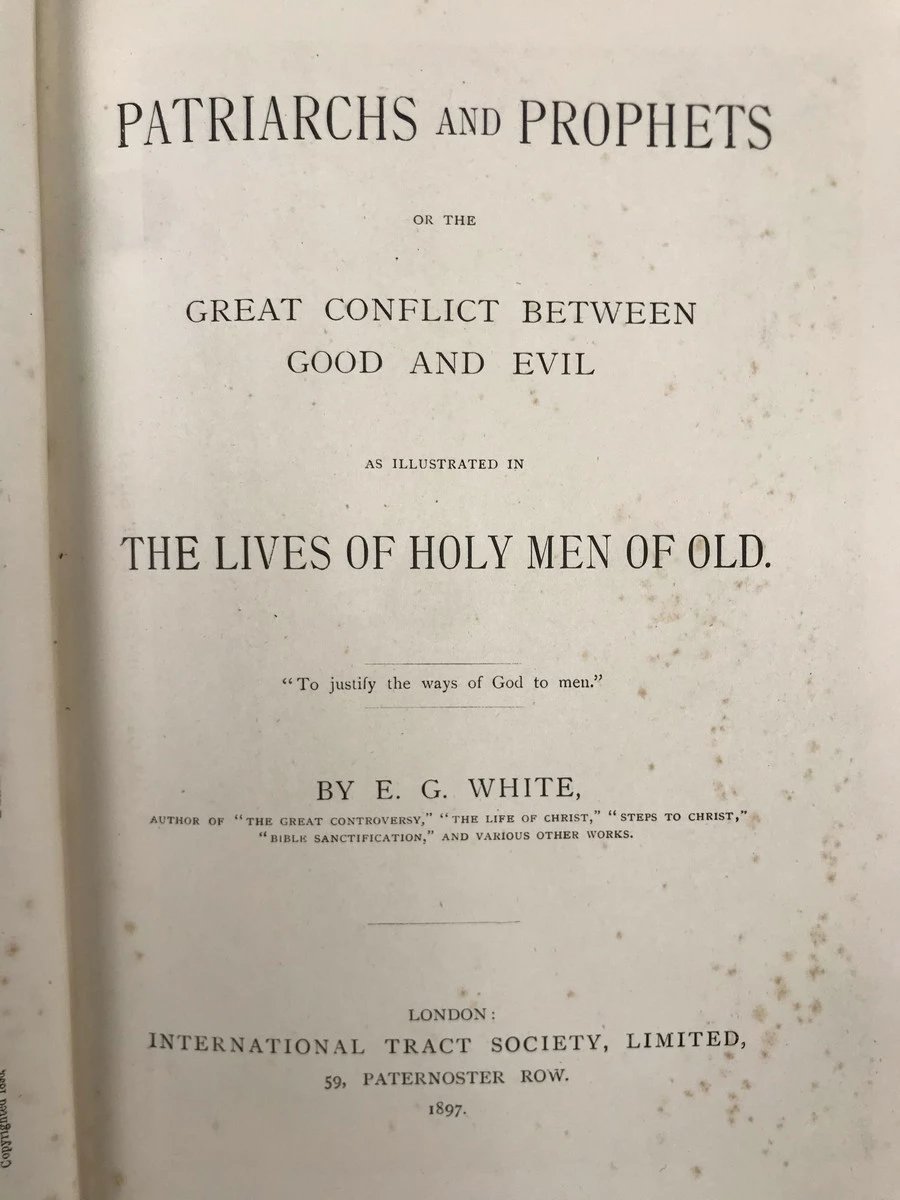 PATRIARCHS AND PROPHETS
OR THE
GREAT CONFLICT BETWEEN
GOOD AND EVIL
AS ILLUSTRATED IN
THE LIVES OF HOLY MEN OF OLD.
“To justify the ways of God to men.”
BY E. G. WHITE,
AUTHOR OF “THE GREAT CONTROVERSY,” “THE LIFE OF CHRIST,” “STEPS TO CHRIST,”
“BIBLE SANCTIFICATION,” AND VARIOUS OTHER WORKS.
LONDON:
INTERNATIONAL TRACT SOCIETY, LIMITED,
59, PATERNOSTER ROW.
1897.
Copyrighted